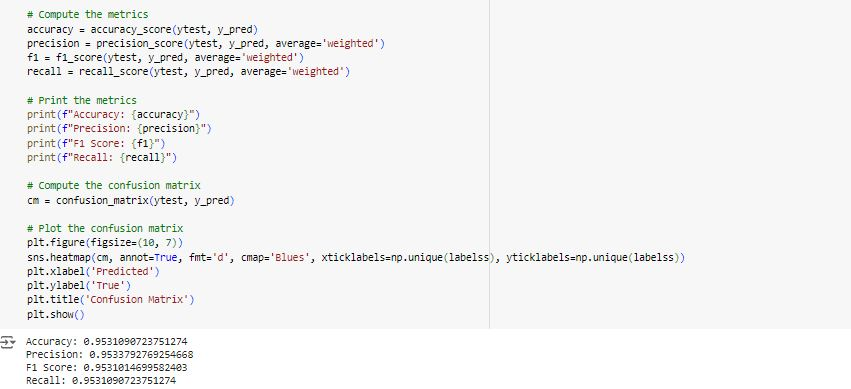 # Compute the metrics
accuracy = accuracy_score(ytest, y_pred)
precision = precision_score(ytest, y_pred, average='weighted')
f1 = f1_score(ytest, y_pred, average='weighted')
recall = recall_score(ytest, y_pred, average='weighted')
# Print the metrics
print(f"Accuracy: {accuracy}")
print(f"Precision: {precision}")
print(f"F1 Score: {f1}")
print(f"Recall: {recall}")
# Compute the confusion matrix
cm = confusion_matrix(ytest, y_pred)
# Plot the confusion matrix
plt.figure(figsize=(10, 7))
sns.heatmap(cm, annot=True, fmt='d', cmap='Blues', xticklabels=np.unique(labelss), yticklabels=np.unique(labelss))
plt.xlabel('Predicted')
plt.ylabel('True')
plt.title('Confusion Matrix')
plt.show()
Accuracy: 0.9531090723751274
Precision: 0.9533792769254668
F1 Score: 0.9531014699582403
Recall: 0.9531090723751274